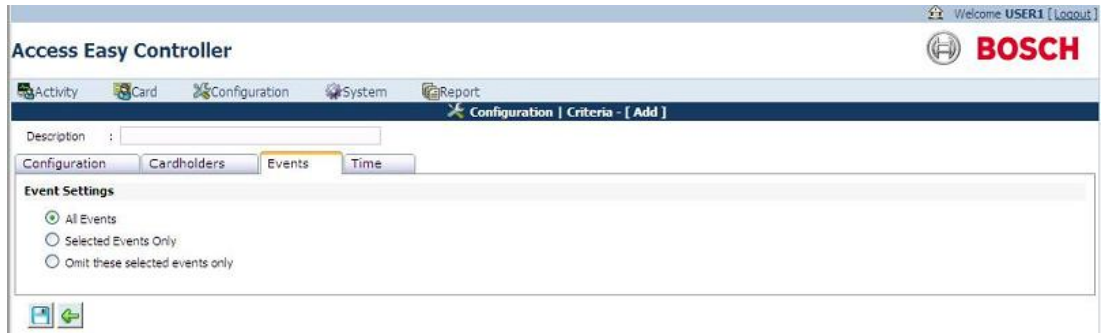 Welcome USER1 [ Logout ]
Access Easy Controller
BOSCH
Activity Card Configuration System Report
Configuration | Criteria - [ Add ]
Description :
Configuration Cardholders Events Time
Event Settings
All Events
Selected Events Only
Omit these selected events only